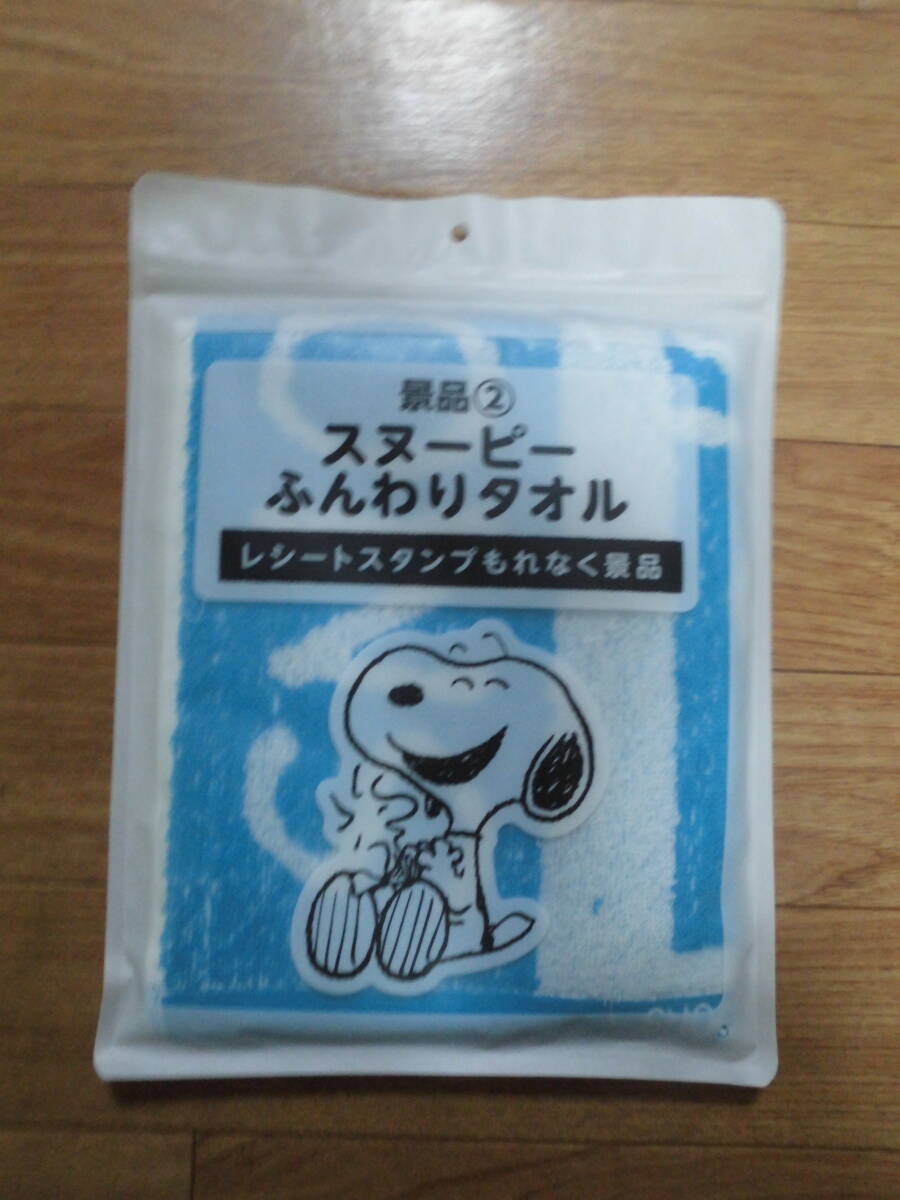 景品②
スヌーピー
ふんわりタオル
レシートスタンプもれなく景品